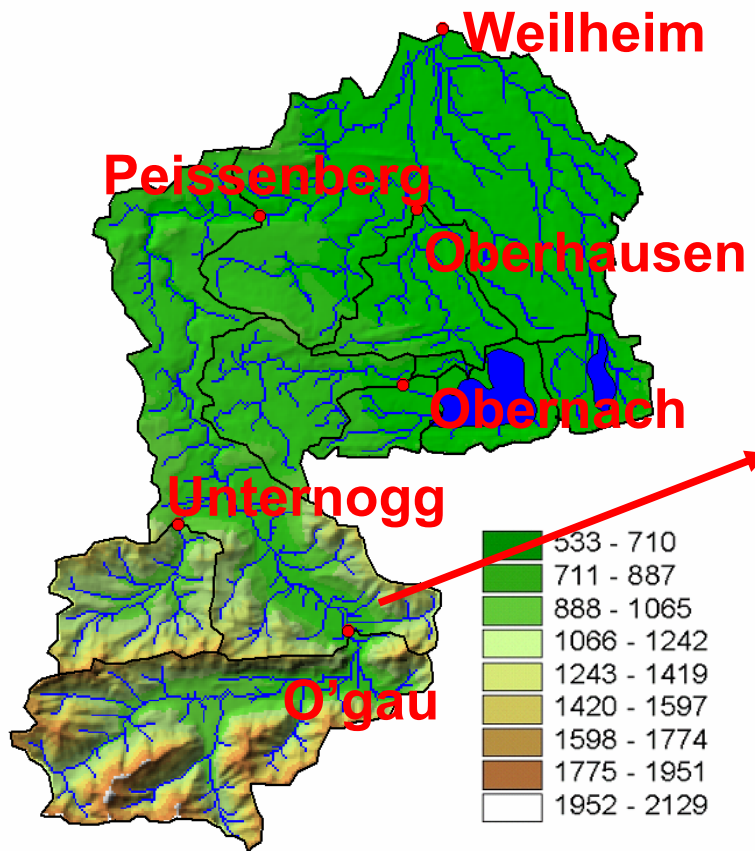 Weilheim
Peissenberg
Oberhausen
Obernach
Unternogg
O'gau
533 - 710
711 - 887
888 - 1065
1066 - 1242
1243 - 1419
1420 - 1597
1598 - 1774
1775 - 1951
1952 - 2129